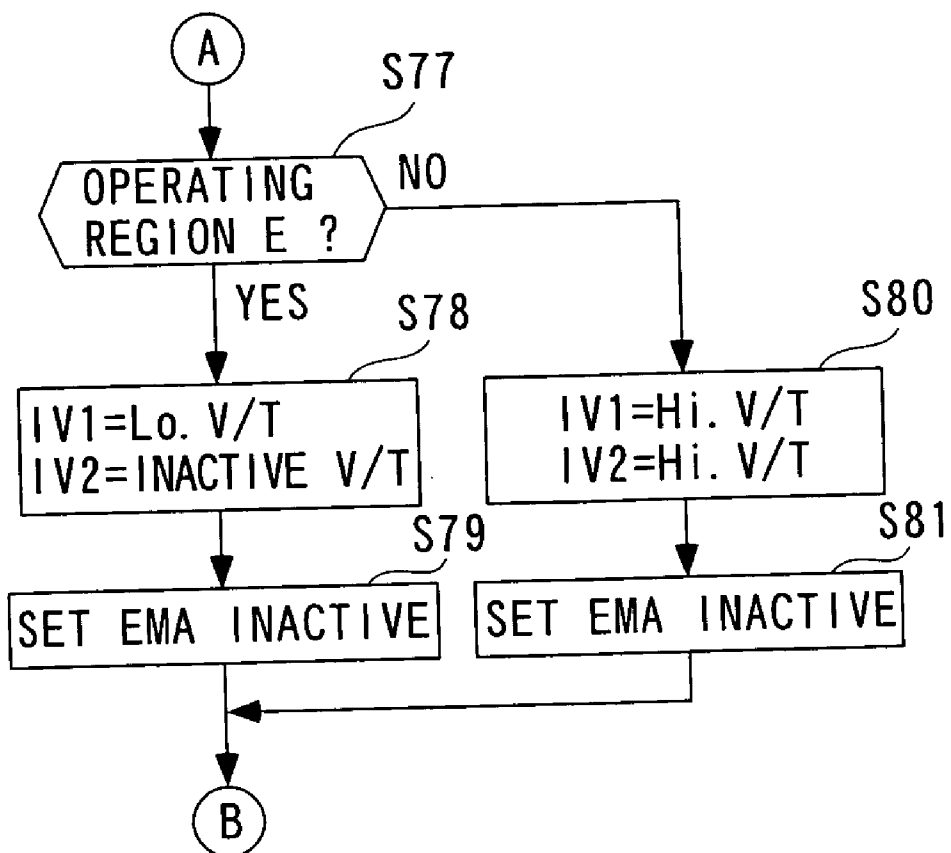 A
S77
OPERATING
REGION E ?
NO
YES
S78
IV1=Lo. V/T
IV2=INACTIVE V/T
S80
IV1=Hi. V/T
IV2=Hi. V/T
S79
SET EMA INACTIVE
S81
SET EMA INACTIVE
B